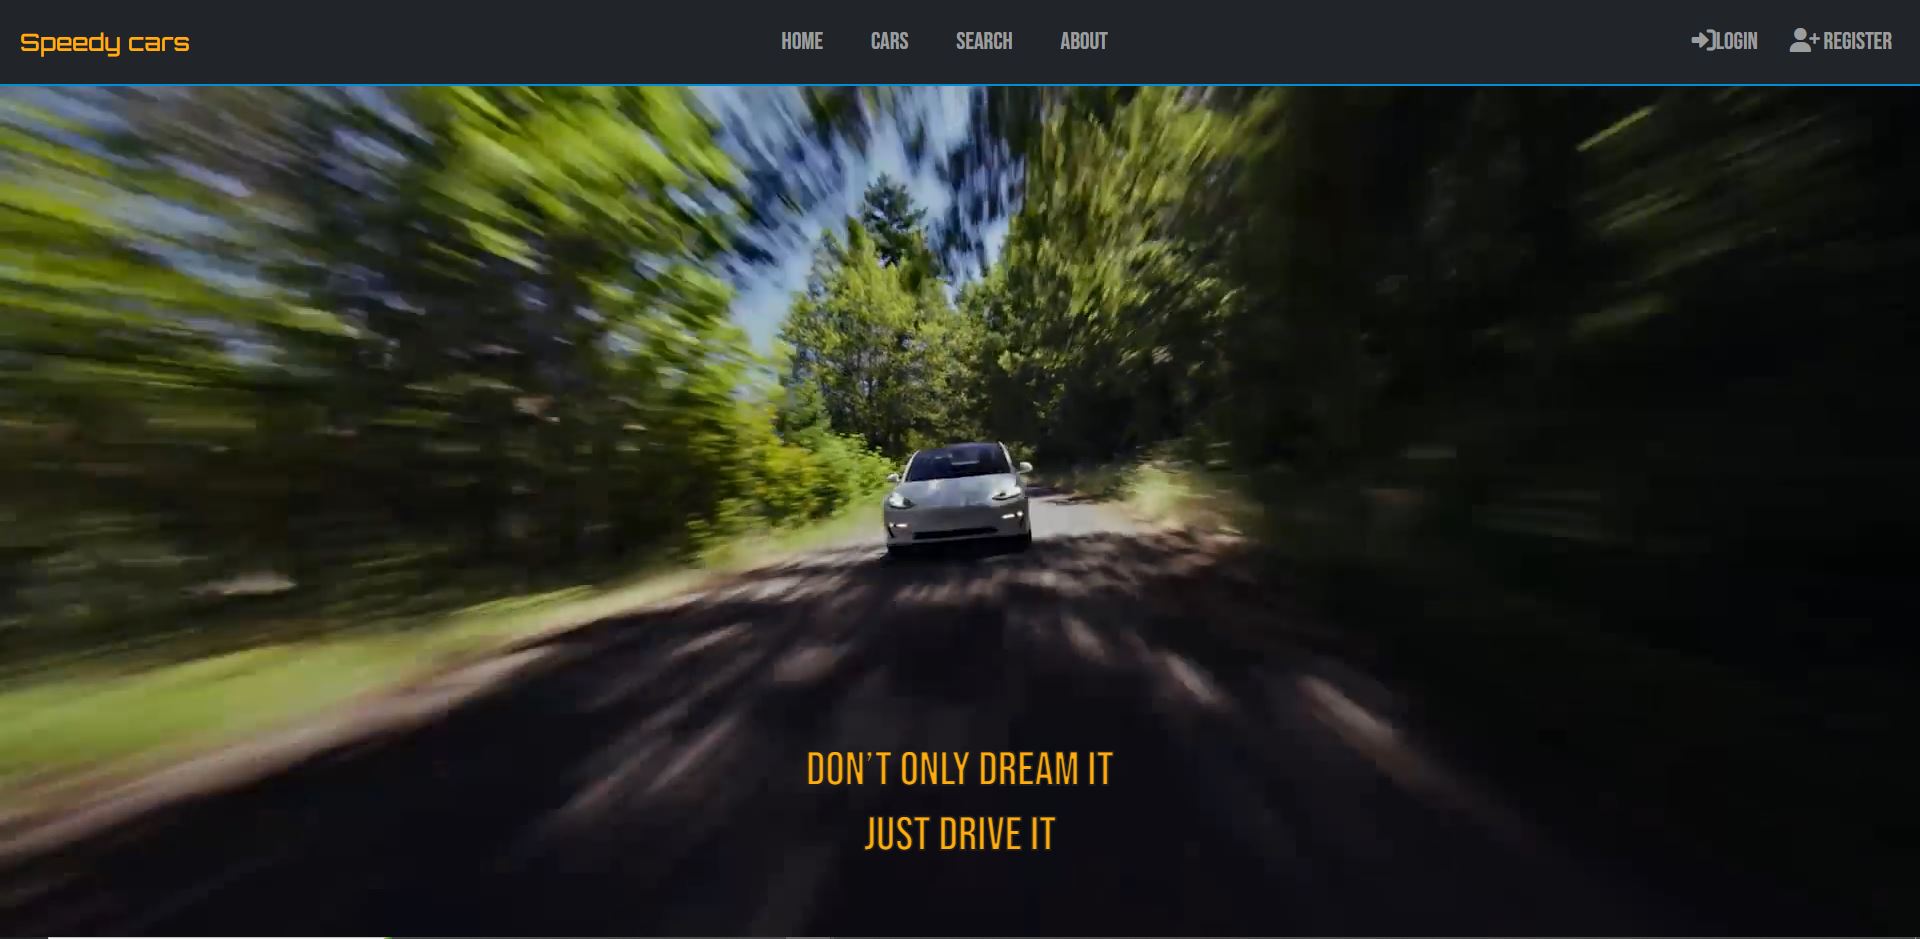 Speedy cars
HOME
CARS
SEARCH
ABOUT
LOGIN
REGISTER
DON'T ONLY DREAM IT
JUST DRIVE IT